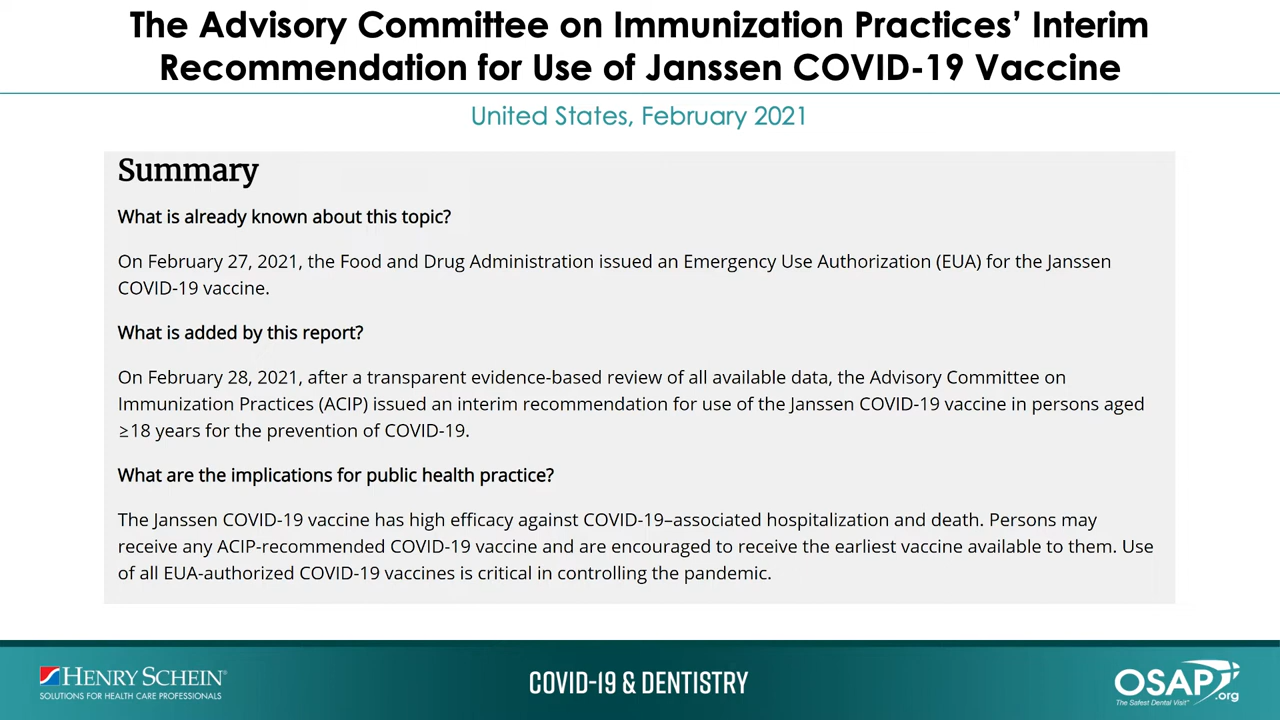 The Advisory Committee on Immunization Practices’ Interim
Recommendation for Use of Janssen COVID-19 Vaccine
United States, February 2021
Summary
What is already known about this topic?
On February 27, 2021, the Food and Drug Administration issued an Emergency Use Authorization (EUA) for the Janssen
COVID-19 vaccine.
What is added by this report?
On February 28, 2021, after a transparent evidence-based review of all available data, the Advisory Committee on
Immunization Practices (ACIP) issued an interim recommendation for use of the Janssen COVID-19 vaccine in persons aged
≥18 years for the prevention of COVID-19.
What are the implications for public health practice?
The Janssen COVID-19 vaccine has high efficacy against COVID-19–associated hospitalization and death. Persons may
receive any ACIP-recommended COVID-19 vaccine and are encouraged to receive the earliest vaccine available to them. Use
of all EUA-authorized COVID-19 vaccines is critical in controlling the pandemic.
HENRY SCHEIN®
SOLUTIONS FOR HEALTH CARE PROFESSIONALS
COVID-19 & DENTISTRY
OSAP.org
The Safest Dental Visit™